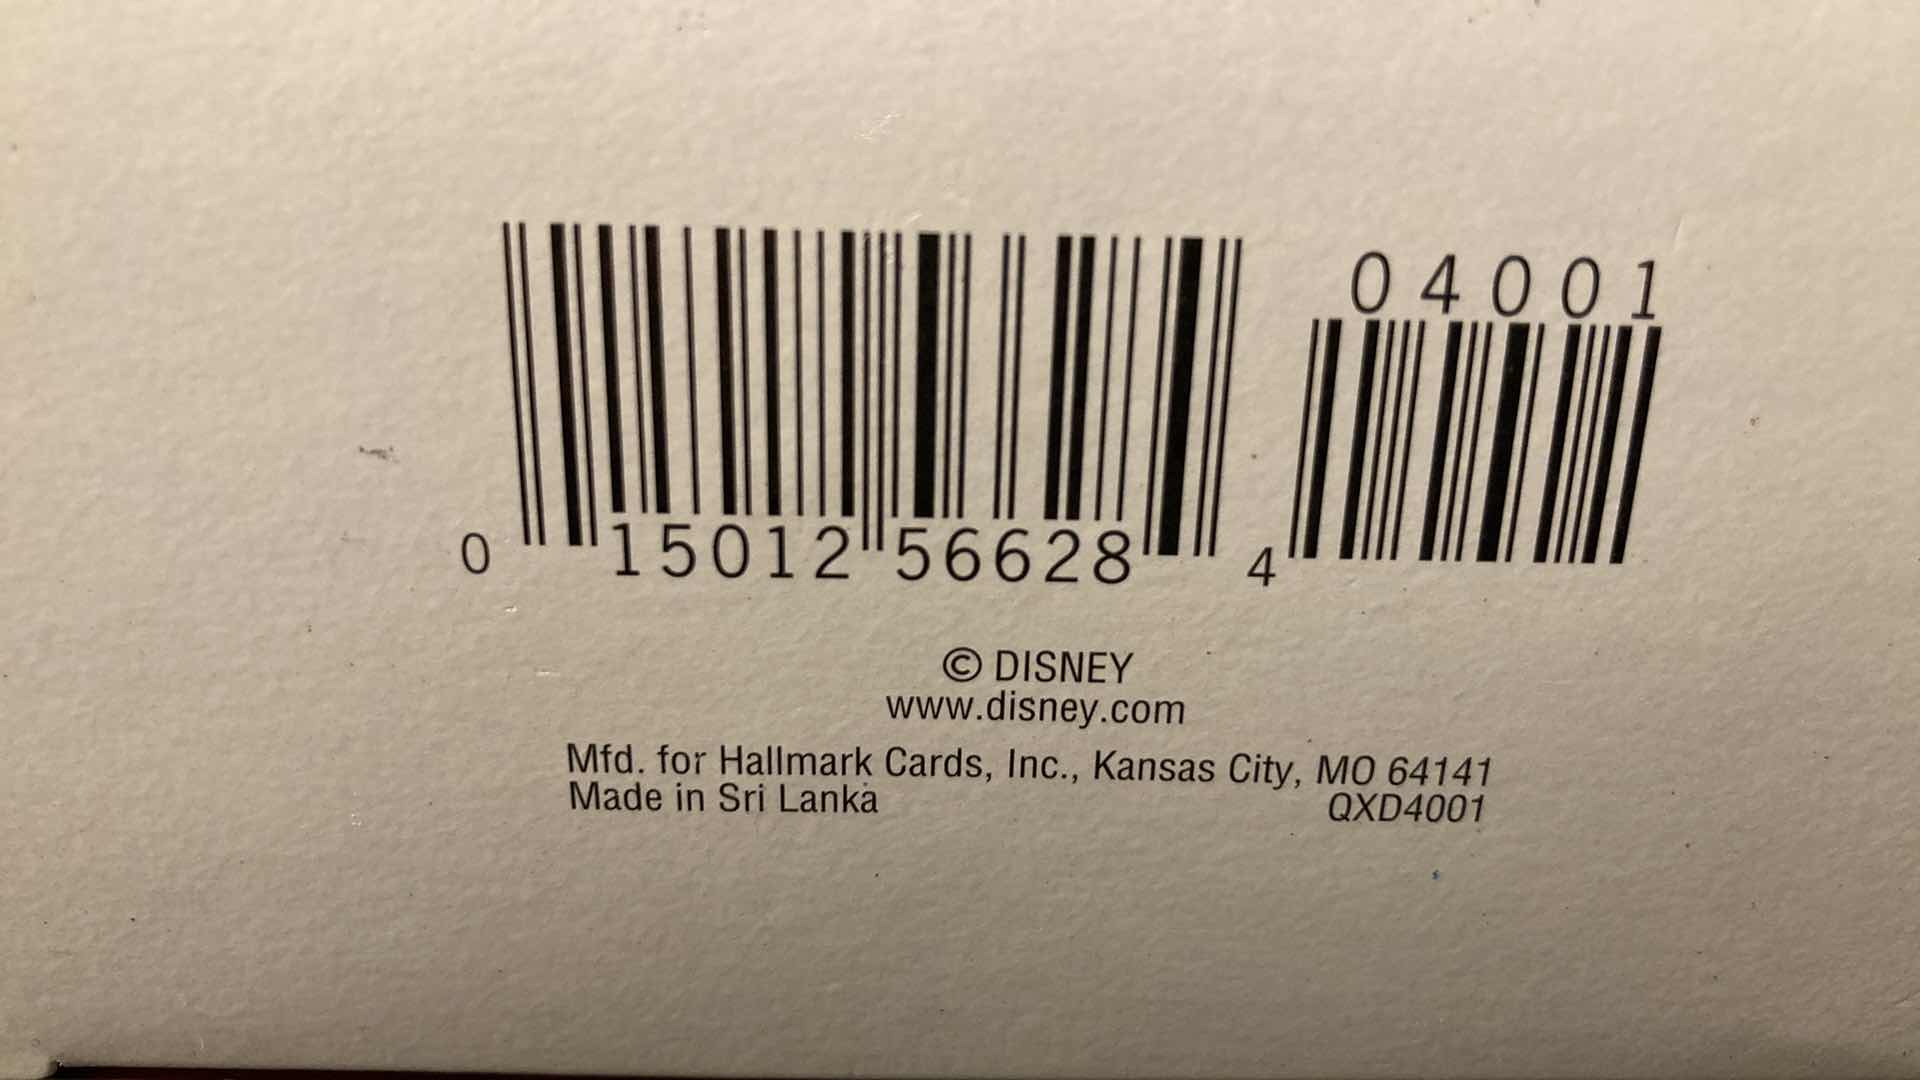 04001
0 15012 56628 4
© DISNEY
www.disney.com
Mfd. for Hallmark Cards, Inc., Kansas City, MO 64141
Made in Sri Lanka QXD4001